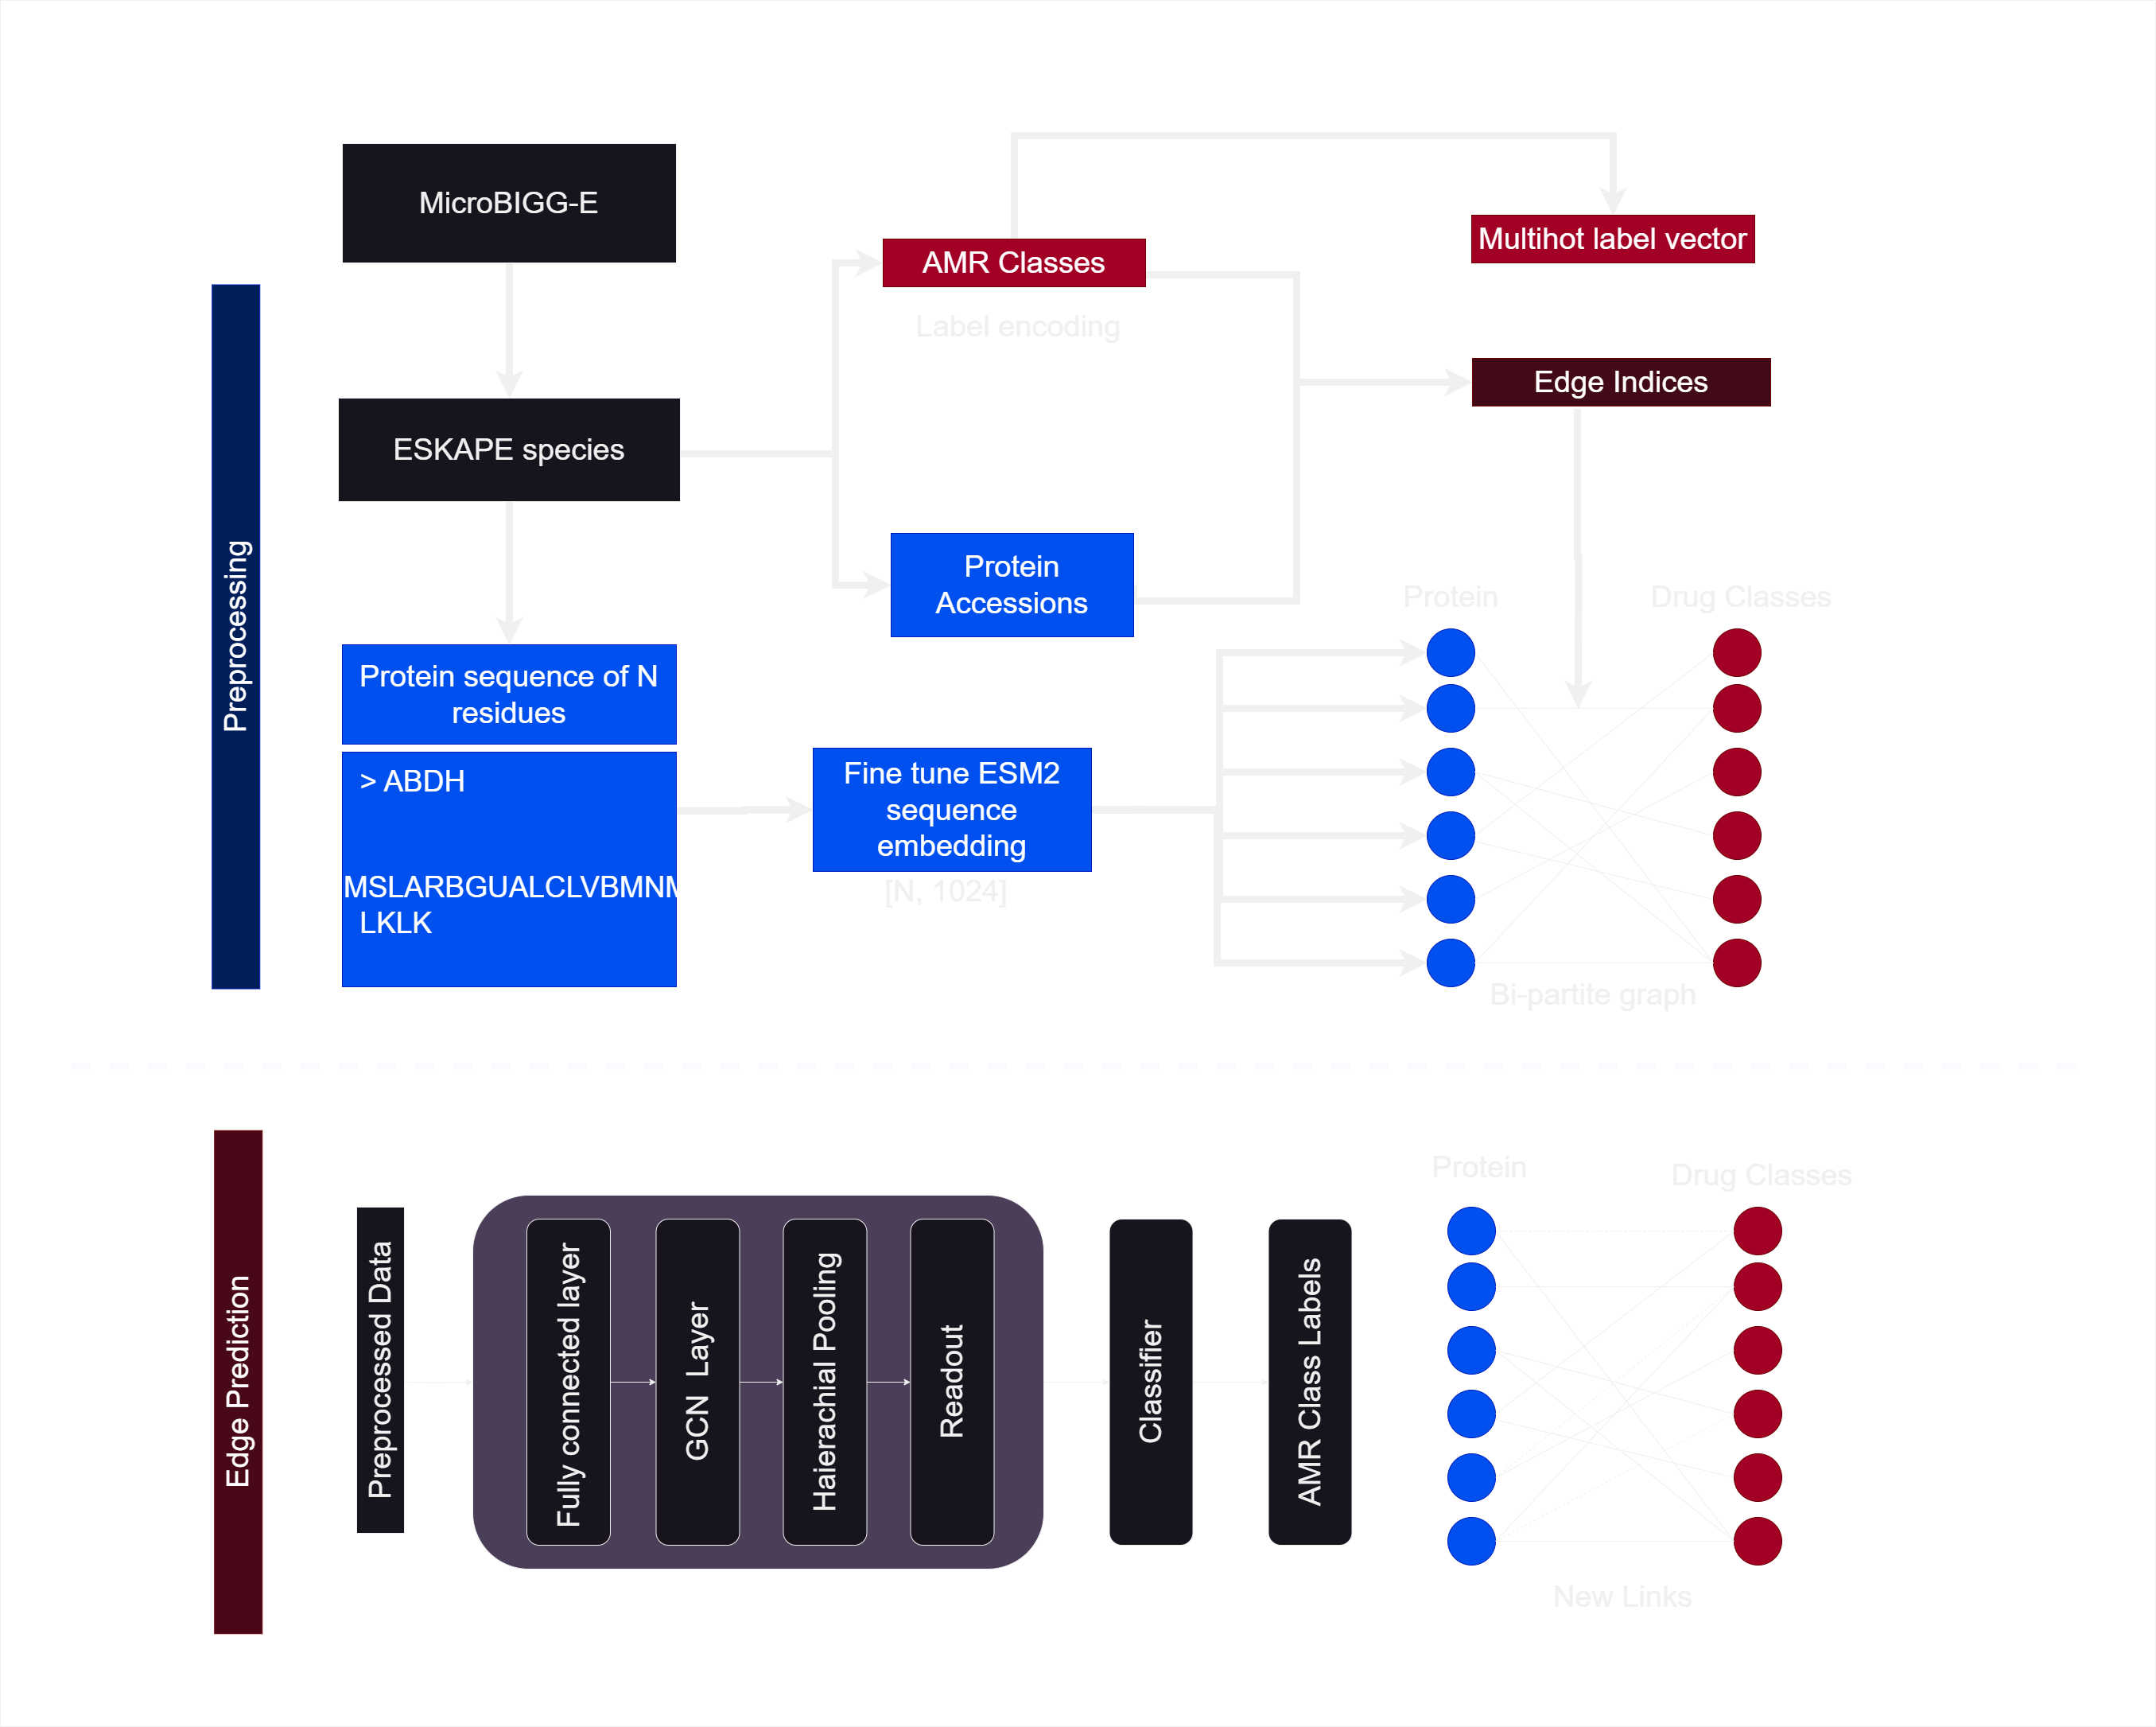 Preprocessing
MicroBIGG-E
ESKAPE species
Protein sequence of N
residues
> ABDH
MSLARBGUALCLVBMNM
LKLK
AMR Classes
Label encoding
Protein
Accessions
Fine tune ESM2
sequence
embedding
[N, 1024]
Multihot label vector
Edge Indices
Protein
Drug Classes
Bi-partite graph
Edge Prediction
Preprocessed Data
Fully connected layer
GCN Layer
Haierachial Pooling
Readout
Classifier
AMR Class Labels
Protein
Drug Classes
New Links